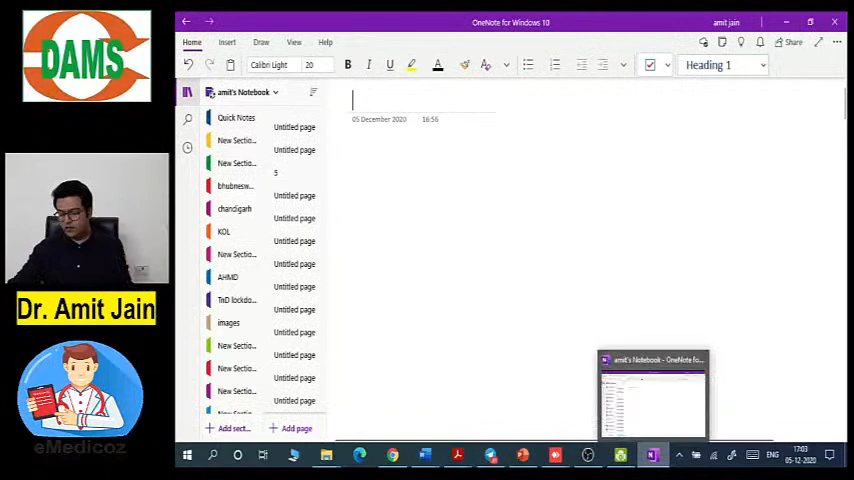 DAMS
Dr. Amit Jain
eMedicoz
OneNote for Windows 10
amit jain
Home
Insert
Draw
View
Help
Share
Calibri Light
20
B
I
U
A
Heading 1
amit's Notebook
Quick Notes
New Sectio...
New Sectio...
bhubnesw...
chandigarh
KOL
New Sectio...
AHMD
TnD lockdo...
images
New Sectio...
New Sectio...
New Sectio...
Add sect...
Untitled page
Untitled page
5
Untitled page
Untitled page
Untitled page
Untitled page
Untitled page
Untitled page
Untitled page
Untitled page
Untitled page
Untitled page
Add page
05 December 2020
16:56
amit's Notebook - OneNote fo...
ENG
17:03
05-12-2020